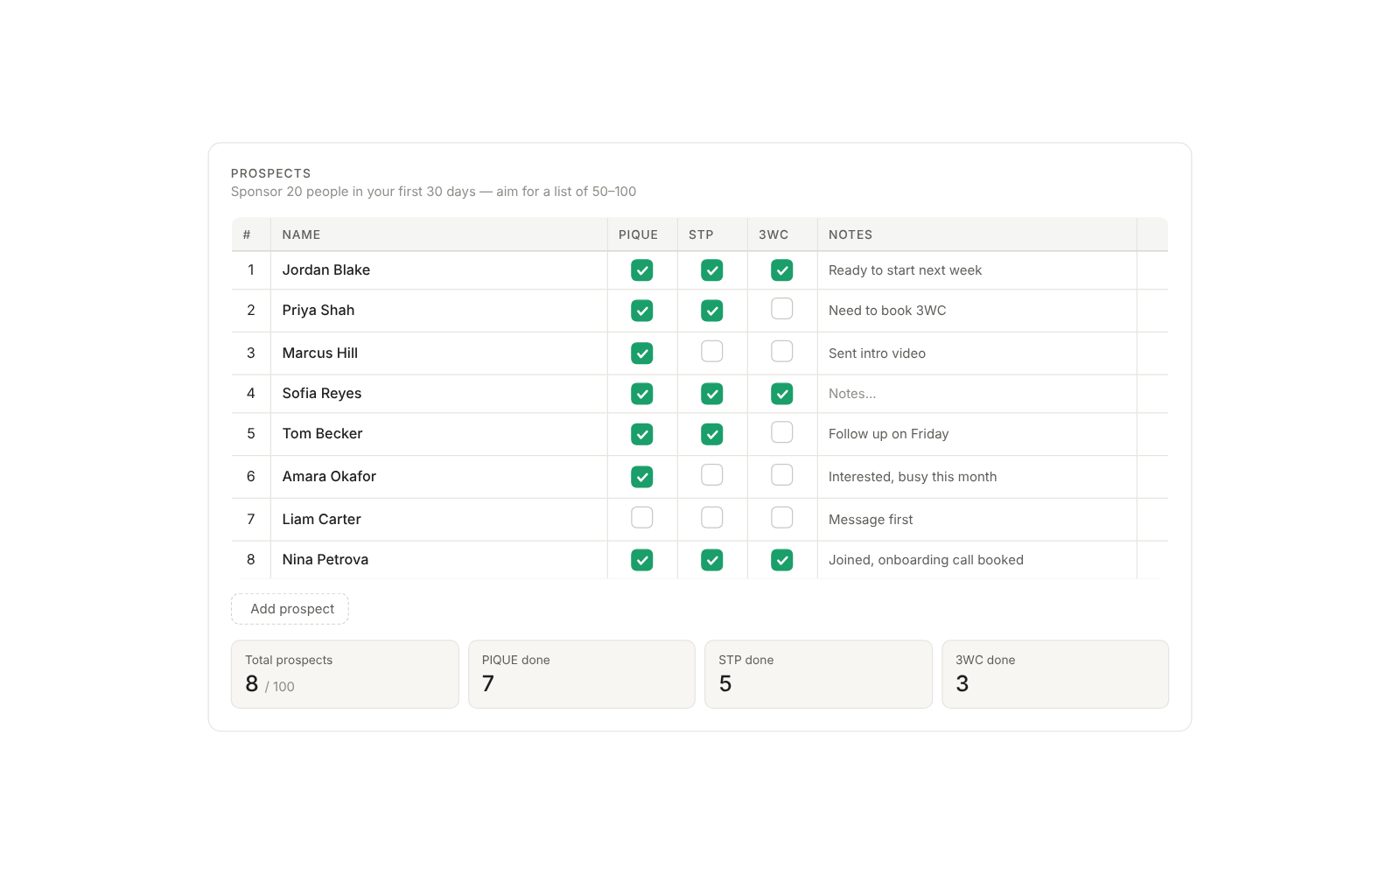 PROSPECTS
Sponsor 20 people in your first 30 days — aim for a list of 50–100
# NAME PIQUE STP 3WC NOTES
1 Jordan Blake Ready to start next week
2 Priya Shah Need to book 3WC
3 Marcus Hill Sent intro video
4 Sofia Reyes Notes...
5 Tom Becker Follow up on Friday
6 Amara Okafor Interested, busy this month
7 Liam Carter Message first
8 Nina Petrova Joined, onboarding call booked
Add prospect
Total prospects PIQUE done STP done 3WC done
8 / 100 7 5 3